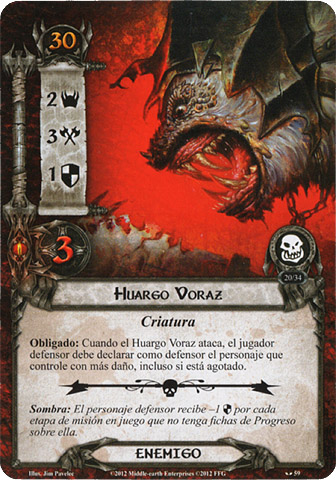 30
2
3
1
3
20/34
Huargo Voraz
Criatura
Obligado: Cuando el Huargo Voraz ataca, el jugador
defensor debe declarar como defensor el personaje que
controle con más daño, incluso si está agotado.
Sombra: El personaje defensor recibe –1 por cada
etapa de misión en juego que no tenga fichas de Progreso
sobre ella.
ENEMIGO
Illus. Jim Pavelec ©2012 Middle-earth Enterprises ©2012 FFG 59